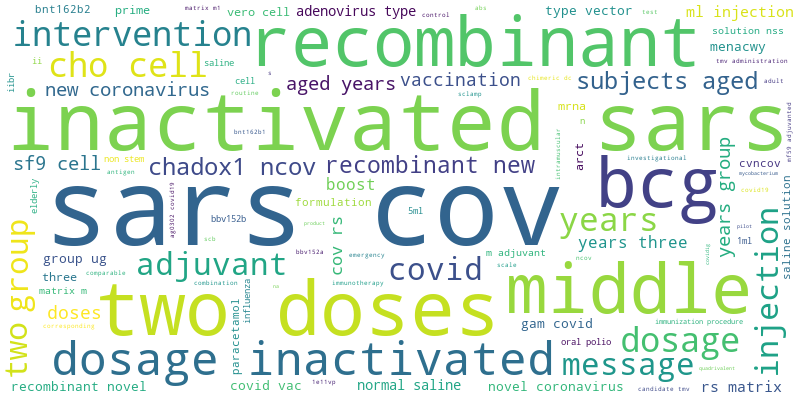 bnt162b2
prime
matrix m1
vero cell
adenovirus type
control
abs
type vector
test
ml injection
intervention
recombinant
solution nss
menacwy
tmv administration
ii
iibr
cho cell
saline
s
aged years
vaccination
chimeric ds
subjects aged
adult
new coronavirus
cell
routine
sclamp
mrna
n
inactivated sars
bnt162b1
intramuscular
arct
mf59 adjuvanted
sf9 cell
non stem
antigen
chadox1 ncov
recombinant new
investigational
cvncov
mycobacterium
elderly
sars cov
ag0302 covid19
boost
formulation
bcg
covid19
years group
saline solution
bbv152b
5ml
product
years
pilot
two group
scb
cov rs
emergency
years three
1ml
injection
group ug
adjuvant
bbv152a
covid
m adjuvant
scale
ncov
covidhg
three
comparable
combination
immunotherapy
matrix m
influenza
na
middle
doses
corresponding
two doses
paracetamol
gam covid
immunization procedure
dosage inactivated
oral polio
dosage
message
quadrivalent
recombinant novel
covid vac
1e11vp
normal saline
novel coronavirus
candidate tmv
rs matrix